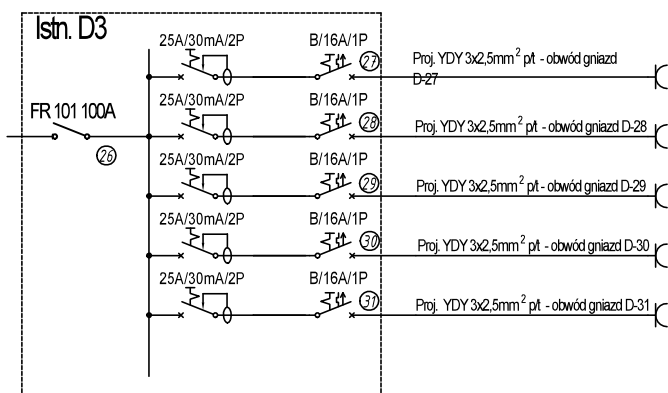 Istn. D3
FR 101 100A
26
25A/30mA/2P B/16A/1P 27 Proj. YDY 3x2,5mm² p/t - obwód gniazd
D-27
25A/30mA/2P B/16A/1P 28 Proj. YDY 3x2,5mm² p/t - obwód gniazd D-28
25A/30mA/2P B/16A/1P 29 Proj. YDY 3x2,5mm² p/t - obwód gniazd D-29
25A/30mA/2P B/16A/1P 30 Proj. YDY 3x2,5mm² p/t - obwód gniazd D-30
25A/30mA/2P B/16A/1P 31 Proj. YDY 3x2,5mm² p/t - obwód gniazd D-31